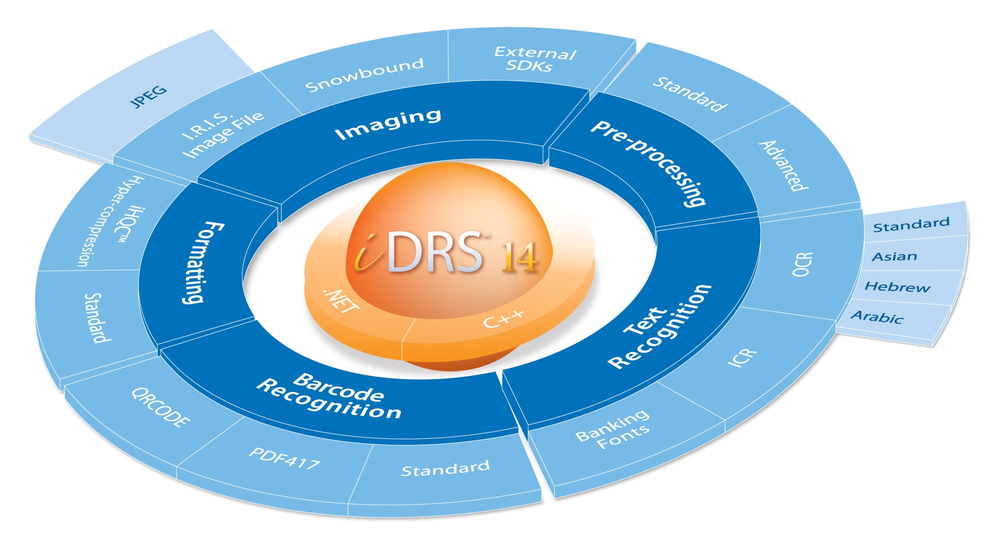 External
SDKs
Snowbound
JPEG
I.R.I.S.
Image File
Imaging
Standard
Advanced
Pre-processing
Standard
Asian
Hebrew
Arabic
OCR
ICR
Banking
Fonts
Text
Recognition
iHQC™
Hyper-compression
Standard
Formatting
iDRS™ 14
.NET
C++
Barcode
Recognition
QRCODE
PDF417
Standard